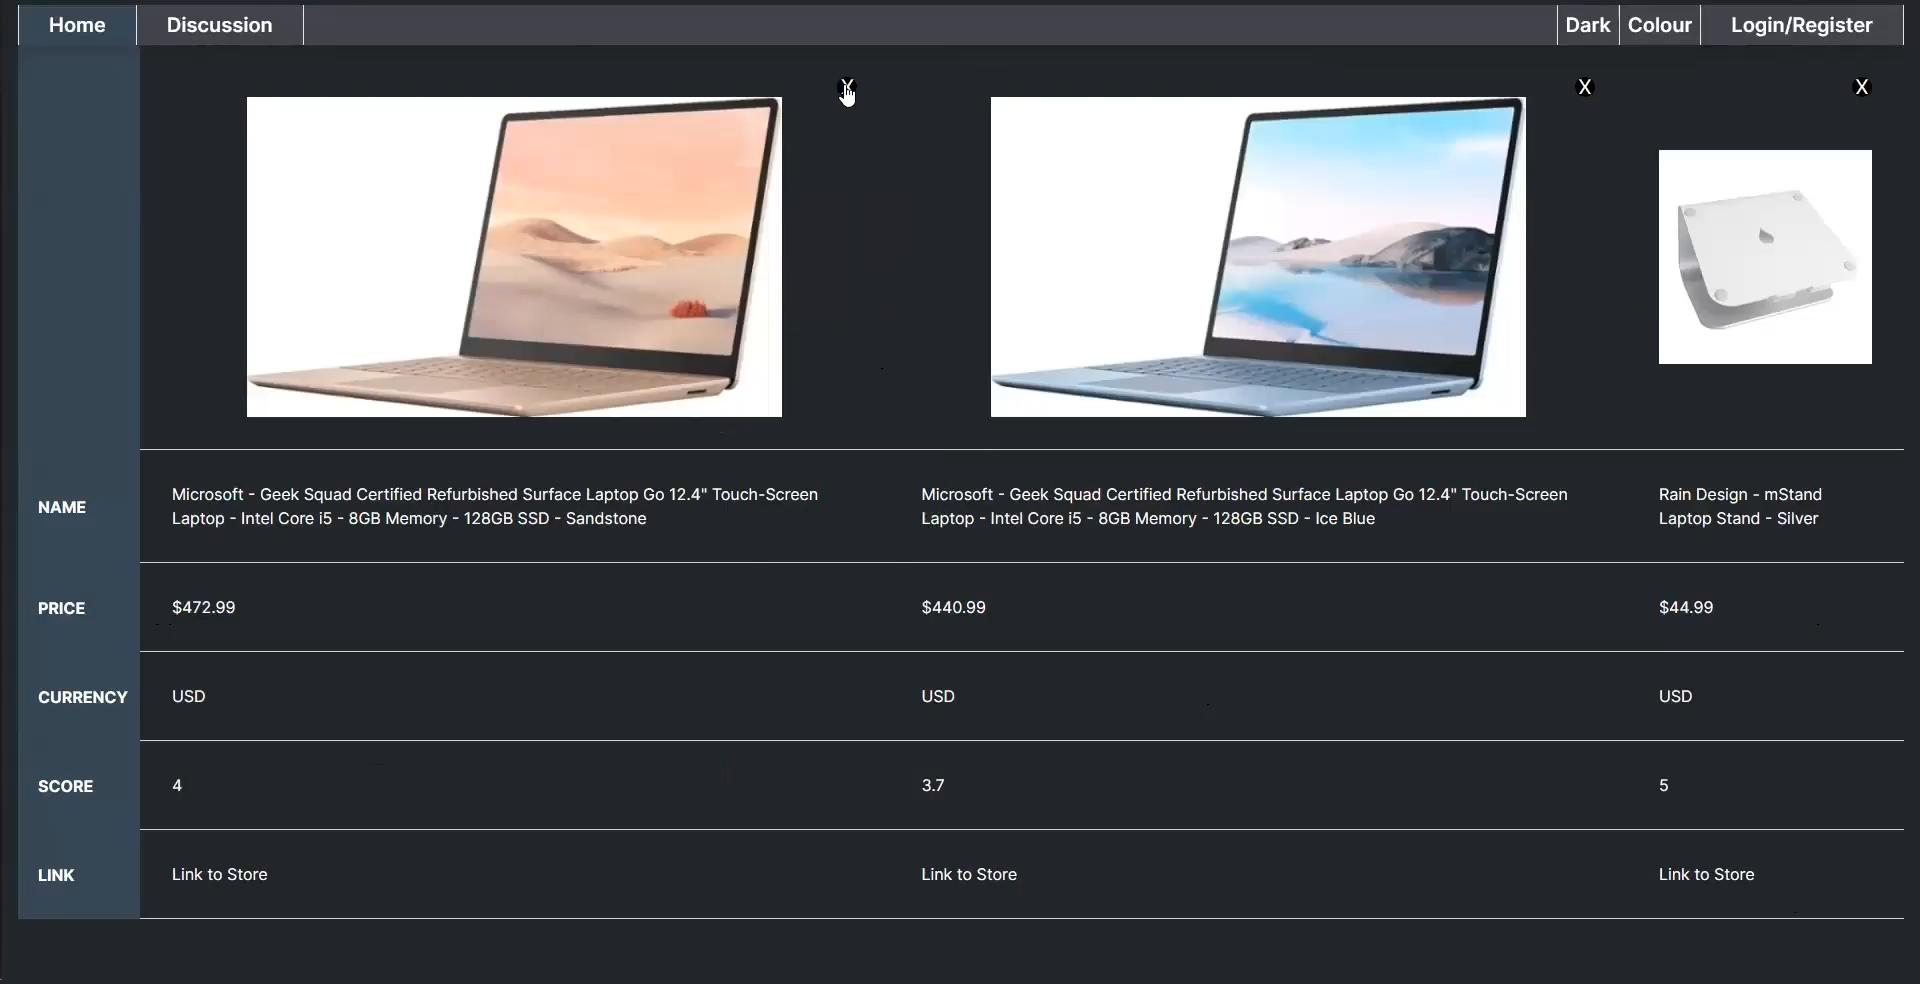 Home
Discussion
Dark
Colour
Login/Register
X
X
X
NAME
Microsoft - Geek Squad Certified Refurbished Surface Laptop Go 12.4" Touch-Screen
Laptop - Intel Core i5 - 8GB Memory - 128GB SSD - Sandstone
Microsoft - Geek Squad Certified Refurbished Surface Laptop Go 12.4" Touch-Screen
Laptop - Intel Core i5 - 8GB Memory - 128GB SSD - Ice Blue
Rain Design - mStand
Laptop Stand - Silver
PRICE
$472.99
$440.99
$44.99
CURRENCY
USD
USD
USD
SCORE
4
3.7
5
LINK
Link to Store
Link to Store
Link to Store